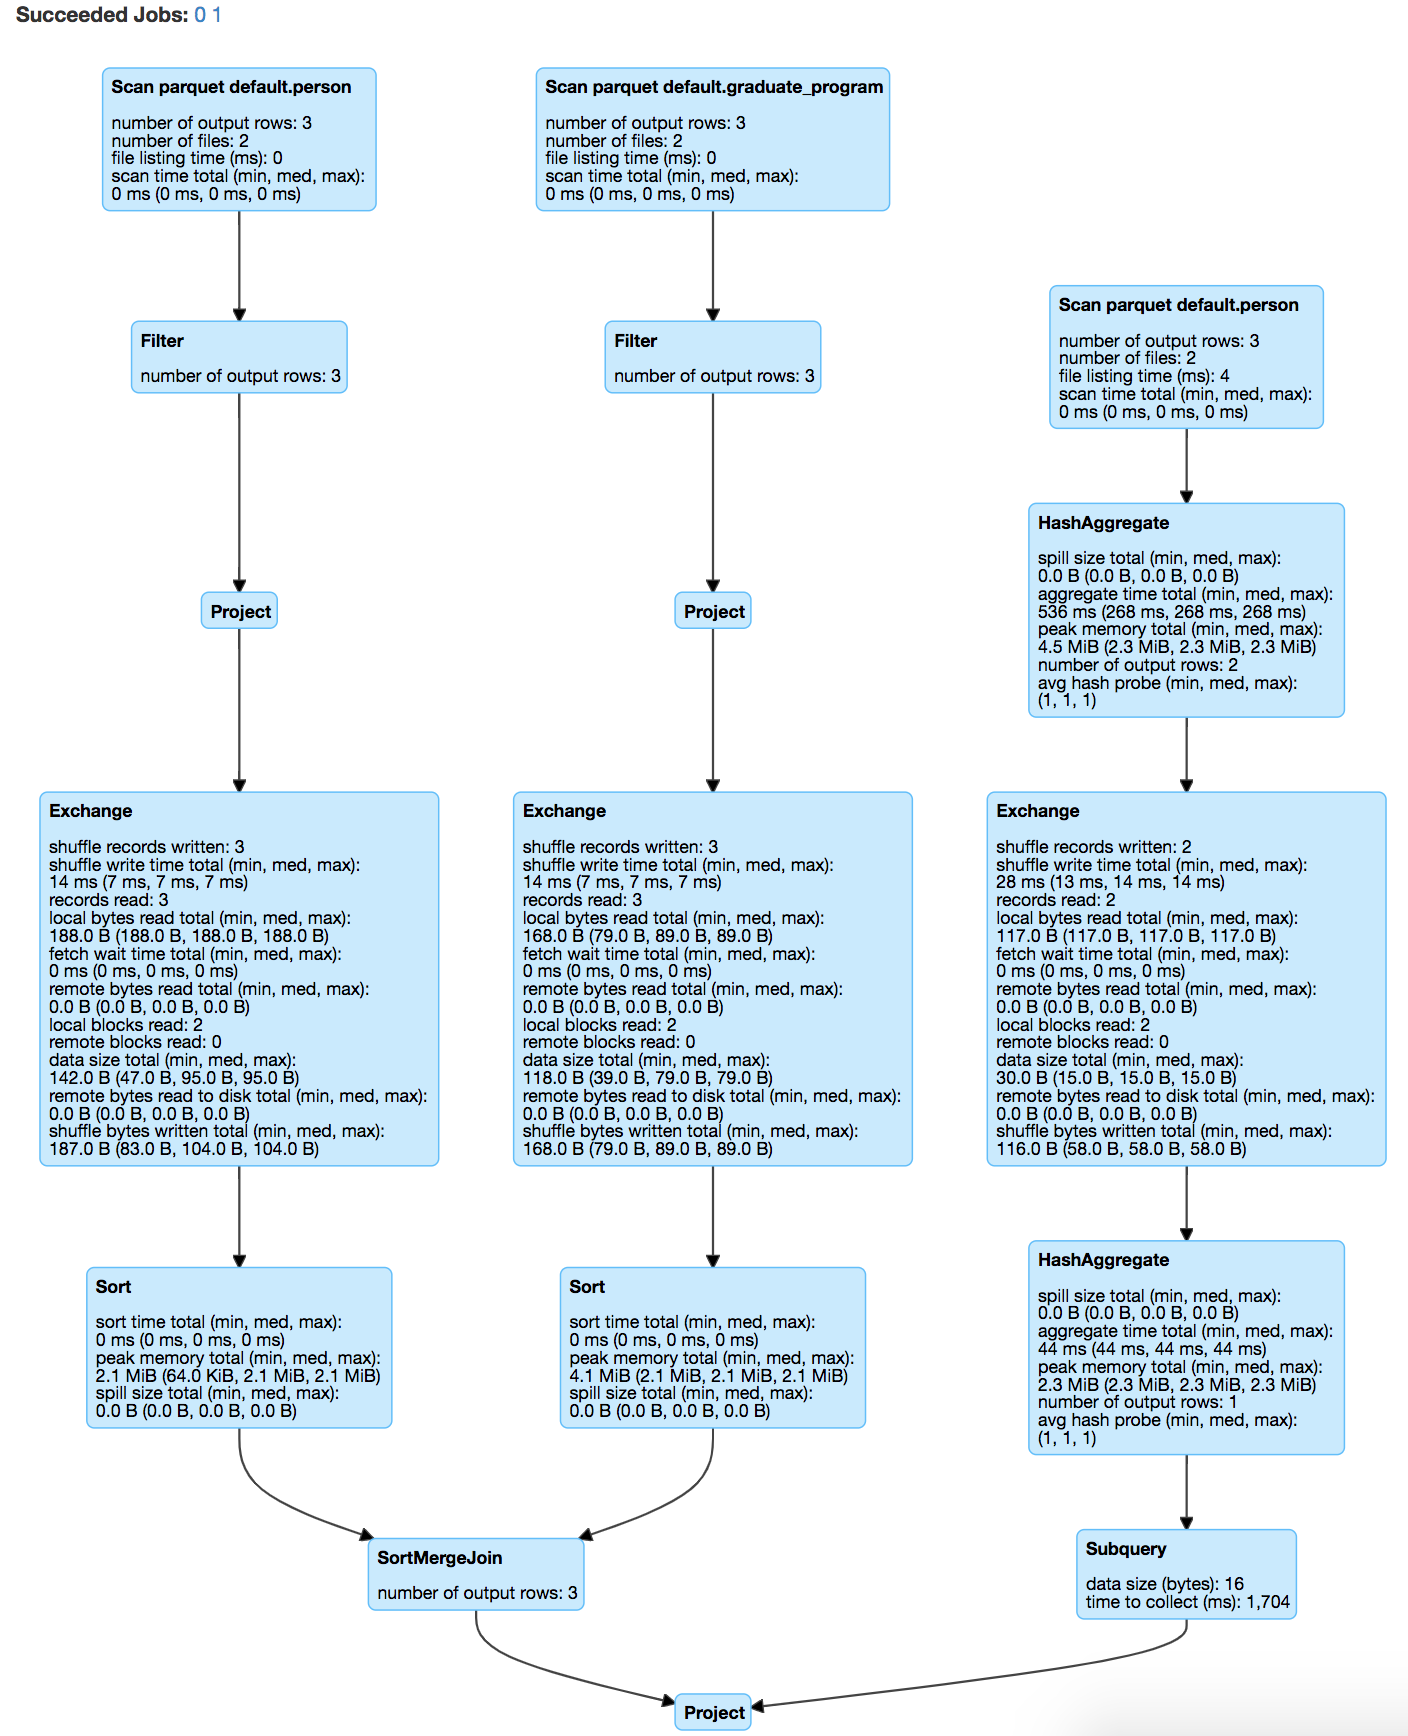 Succeeded Jobs: 0 1
Scan parquet default.person
number of output rows: 3
number of files: 2
file listing time (ms): 0
scan time total (min, med, max):
0 ms (0 ms, 0 ms, 0 ms)
Scan parquet default.graduate_program
number of output rows: 3
number of files: 2
file listing time (ms): 0
scan time total (min, med, max):
0 ms (0 ms, 0 ms, 0 ms)
Scan parquet default.person
number of output rows: 3
number of files: 2
file listing time (ms): 4
scan time total (min, med, max):
0 ms (0 ms, 0 ms, 0 ms)
Filter
number of output rows: 3
Filter
number of output rows: 3
HashAggregate
spill size total (min, med, max):
0.0 B (0.0 B, 0.0 B, 0.0 B)
aggregate time total (min, med, max):
536 ms (268 ms, 268 ms, 268 ms)
peak memory total (min, med, max):
4.5 MiB (2.3 MiB, 2.3 MiB, 2.3 MiB)
number of output rows: 2
avg hash probe (min, med, max):
(1, 1, 1)
Project
Project
Exchange
shuffle records written: 3
shuffle write time total (min, med, max):
14 ms (7 ms, 7 ms, 7 ms)
records read: 3
local bytes read total (min, med, max):
188.0 B (188.0 B, 188.0 B, 188.0 B)
fetch wait time total (min, med, max):
0 ms (0 ms, 0 ms, 0 ms)
remote bytes read total (min, med, max):
0.0 B (0.0 B, 0.0 B, 0.0 B)
local blocks read: 2
remote blocks read: 0
data size total (min, med, max):
142.0 B (47.0 B, 95.0 B, 95.0 B)
remote bytes read to disk total (min, med, max):
0.0 B (0.0 B, 0.0 B, 0.0 B)
shuffle bytes written total (min, med, max):
187.0 B (83.0 B, 104.0 B, 104.0 B)
Exchange
shuffle records written: 3
shuffle write time total (min, med, max):
14 ms (7 ms, 7 ms, 7 ms)
records read: 3
local bytes read total (min, med, max):
168.0 B (79.0 B, 89.0 B, 89.0 B)
fetch wait time total (min, med, max):
0 ms (0 ms, 0 ms, 0 ms)
remote bytes read total (min, med, max):
0.0 B (0.0 B, 0.0 B, 0.0 B)
local blocks read: 2
remote blocks read: 0
data size total (min, med, max):
118.0 B (39.0 B, 79.0 B, 79.0 B)
remote bytes read to disk total (min, med, max):
0.0 B (0.0 B, 0.0 B, 0.0 B)
shuffle bytes written total (min, med, max):
168.0 B (79.0 B, 89.0 B, 89.0 B)
Exchange
shuffle records written: 2
shuffle write time total (min, med, max):
28 ms (13 ms, 14 ms, 14 ms)
records read: 2
local bytes read total (min, med, max):
117.0 B (117.0 B, 117.0 B, 117.0 B)
fetch wait time total (min, med, max):
0 ms (0 ms, 0 ms, 0 ms)
remote bytes read total (min, med, max):
0.0 B (0.0 B, 0.0 B, 0.0 B)
local blocks read: 2
remote blocks read: 0
data size total (min, med, max):
30.0 B (15.0 B, 15.0 B, 15.0 B)
remote bytes read to disk total (min, med, max):
0.0 B (0.0 B, 0.0 B, 0.0 B)
shuffle bytes written total (min, med, max):
116.0 B (58.0 B, 58.0 B, 58.0 B)
Sort
sort time total (min, med, max):
0 ms (0 ms, 0 ms, 0 ms)
peak memory total (min, med, max):
2.1 MiB (64.0 KiB, 2.1 MiB, 2.1 MiB)
spill size total (min, med, max):
0.0 B (0.0 B, 0.0 B, 0.0 B)
Sort
sort time total (min, med, max):
0 ms (0 ms, 0 ms, 0 ms)
peak memory total (min, med, max):
4.1 MiB (2.1 MiB, 2.1 MiB, 2.1 MiB)
spill size total (min, med, max):
0.0 B (0.0 B, 0.0 B, 0.0 B)
HashAggregate
spill size total (min, med, max):
0.0 B (0.0 B, 0.0 B, 0.0 B)
aggregate time total (min, med, max):
44 ms (44 ms, 44 ms, 44 ms)
peak memory total (min, med, max):
2.3 MiB (2.3 MiB, 2.3 MiB, 2.3 MiB)
number of output rows: 1
avg hash probe (min, med, max):
(1, 1, 1)
SortMergeJoin
number of output rows: 3
Subquery
data size (bytes): 16
time to collect (ms): 1,704
Project